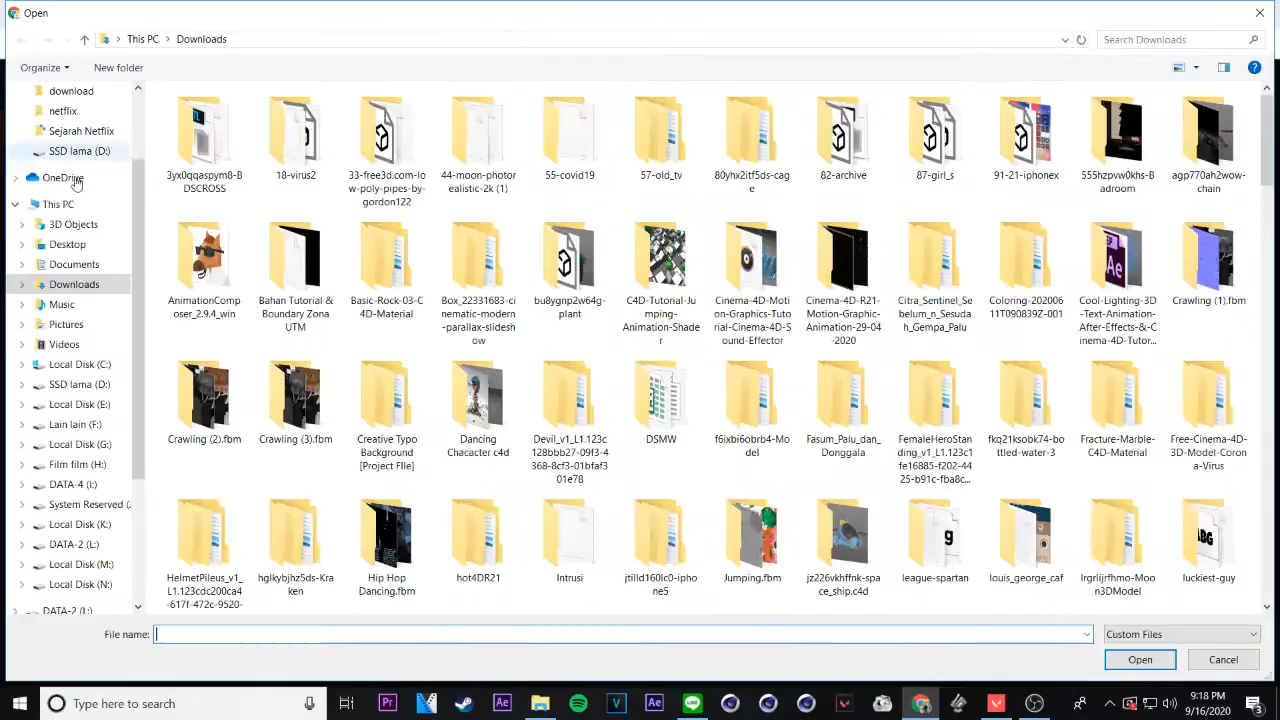 Open
This PC
Downloads
Search Downloads
Organize
New folder
download
netflix
Sejarah Netflix
SSD lama (D:)
OneDrive
This PC
3D Objects
Desktop
Documents
Downloads
Music
Pictures
Videos
Local Disk (C:)
SSD lama (D:)
Local Disk (E:)
Lain lain (F:)
Local Disk (G:)
Film film (H:)
DATA-4 (I:)
System Reserved (
Local Disk (K:)
DATA-2 (L:)
Local Disk (M:)
Local Disk (N:)
DATA-2 (L:)
3yx0qqaspym8-B
DSCROSS
18-virus2
33-free3d.com-lo
w-poly-pipes-by-
gordon122
44-moon-photor
ealistic-2k (1)
55-covid19
57-old_tv
80yhx2itf5ds-cag
e
82-archive
87-girl_s
91-21-iphonex
555hzpvw0khs-B
adroom
agp770ah2wow-
chain
AnimationComp
oser_2.9.4_win
Bahan Tutorial &
Boundary Zona
UTM
Basic-Rock-03-C
4D-Material
Box_22331683-ci
nematic-modern
-parallax-slidesh
ow
bu8ygnp2w64g-
plant
C4D-Tutorial-Ju
mping-Animatio
n-Shader
Cinema-4D-Moti
on-Graphics-Tuto
rial-Cinema-4D-S
ound-Effector
Cinema-4D-R21-
Motion-Graphic-
Animation-29-04
-2020
Citra_Sentinel_Se
belum_n_Sesuda
h_Gempa_Palu
Coloring-202006
11T090839Z-001
Cool-Lighting-3D
-Text-Animation-
After-Effects-&-C
inema-4D-Tutor...
Crawling (1).fbm
Crawling (2).fbm
Crawling (3).fbm
Creative Typo
Background
[Project FIle]
Dancing
Chacacter c4d
Devil_v1_L1.123c
128bbb27-09f3-4
368-8cf3-01bfaf3
01e78
DSMW
f6ixbi6obrb4-Mo
del
Fasum_Palu_dan_
Donggala
FemaleHeroStan
ding_v1_L1.123c1
fe16885-f202-442
5-b91c-fba8c...
fkq21ksobk74-bo
ttled-water-3
Fracture-Marble-
C4D-Material
Free-Cinema-4D-
3D-Model-Coron
a-Virus
HelmetPileus_v1_
L1.123cdc200ca4
-617f-472c-9520-
hglkybjhz5ds-Kra
ken
Hip Hop
Dancing.fbm
hot4DR21
Intrusi
jtilld160lc0-ipho
ne5
Jumping.fbm
jz226vkhffnk-spa
ce_ship.c4d
league-spartan
louis_george_caf
e
lrgrlijrfhmo-Moo
n3DModel
luckiest-guy
File name:
Custom Files
Open
Cancel
Type here to search
9:18 PM
9/16/2020
3